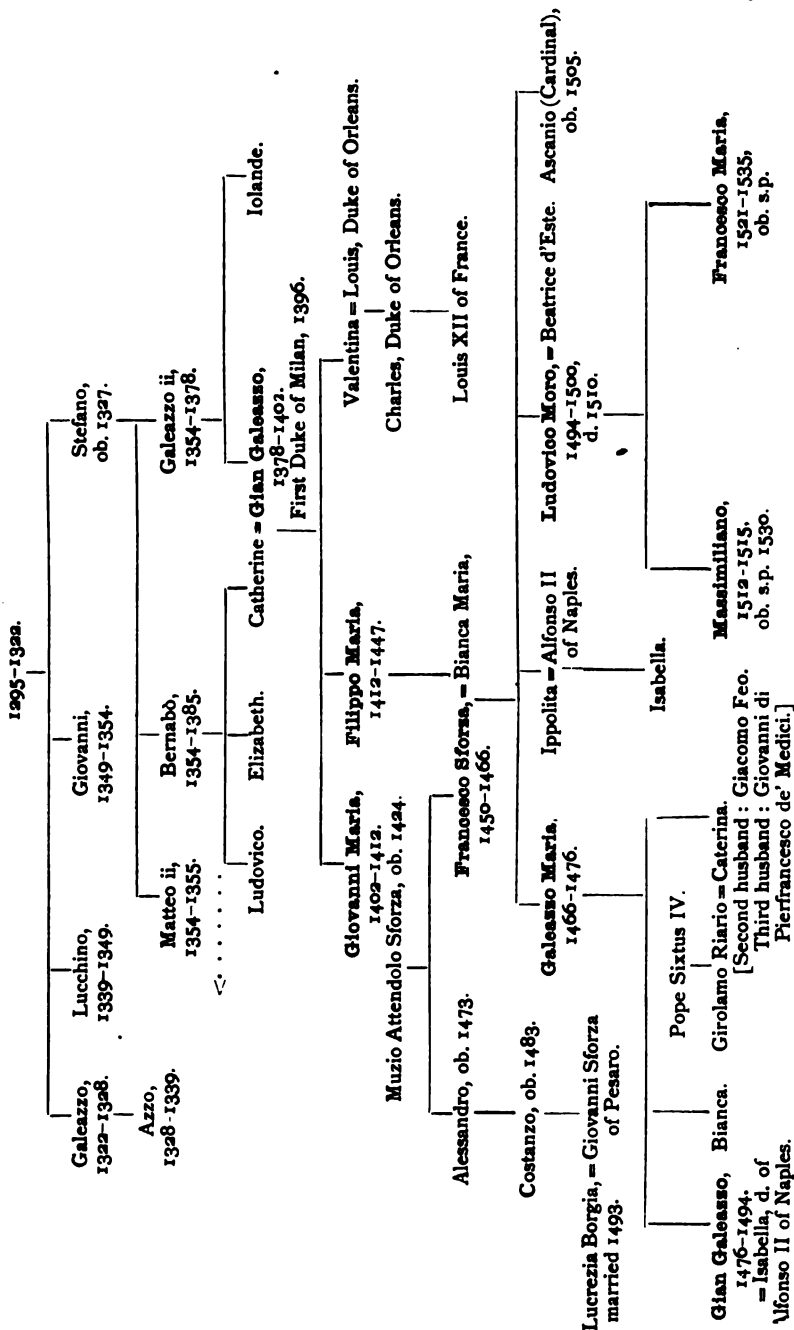 1295-1322.
Galeazzo,
1322-1328.
Lucchino,
1339-1349.
Giovanni,
1349-1354.
Stefano,
ob. 1327.
Azzo,
1328-1339.
Matteo ii,
1354-1355.
Bernabò,
1354-1385.
Galeazzo ii,
1354-1378.
Ludovico.
Elizabeth.
Catherine = Gian Galeazzo,
1378-1402.
First Duke of Milan, 1396.
Iolande.
Giovanni Maria,
1402-1412.
Filippo Maria,
1412-1447.
Valentina = Louis, Duke of Orleans.
Charles, Duke of Orleans.
Louis XII of France.
Muzio Attendolo Sforza, ob. 1424.
Alessandro, ob. 1473.
Francesco Sforza, = Bianca Maria,
1450-1466.
Costanzo, ob. 1483.
Lucrezia Borgia, = Giovanni Sforza
married 1493. of Pesaro.
Galeazzo Maria,
1466-1476.
Ippolita = Alfonso II
of Naples.
Ludovico Moro, = Beatrice d'Este.
1494-1500,
d. 1510.
Ascanio (Cardinal),
ob. 1505.
Isabella.
Pope Sixtus IV.
Gian Galeazzo,
1476-1494.
= Isabella, d. of
Alfonso II of Naples.
Bianca.
Girolamo Riario = Caterina.
[Second husband : Giacomo Feo.
Third husband : Giovanni di
Pierfrancesco de' Medici.]
Massimiliano,
1512-1515,
ob. s.p. 1530.
Francesco Maria,
1521-1535,
ob. s.p.